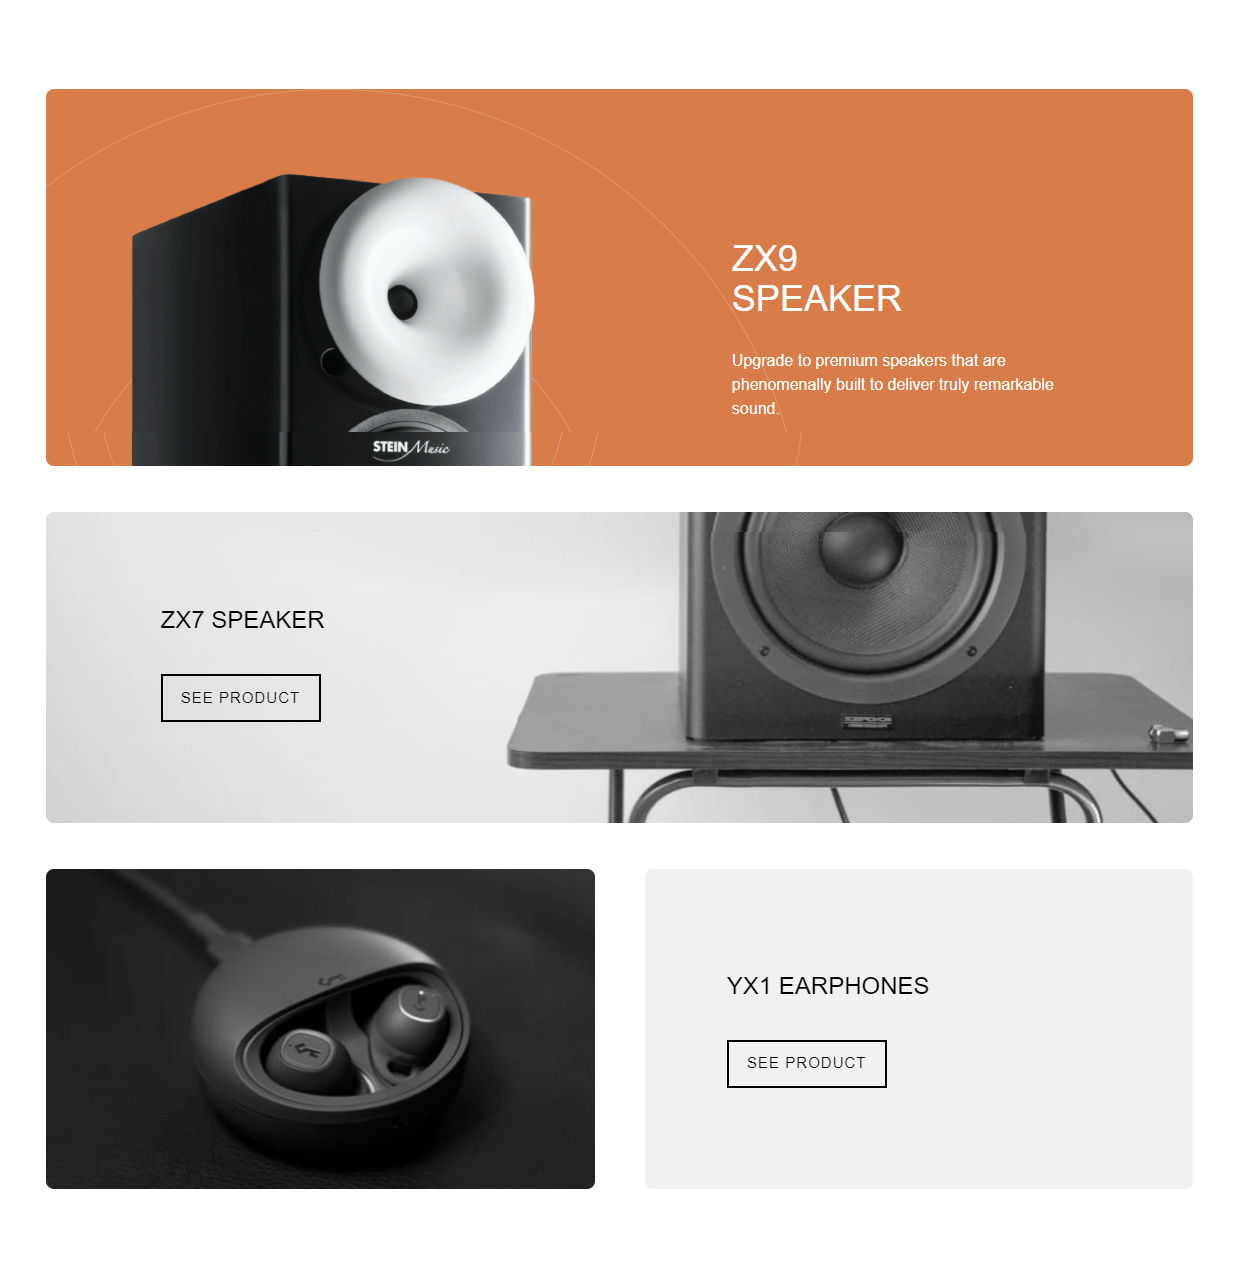 ZX9
SPEAKER
Upgrade to premium speakers that are
phenomenally built to deliver truly remarkable
sound.
STEIN Music
ZX7 SPEAKER
SEE PRODUCT
YX1 EARPHONES
SEE PRODUCT